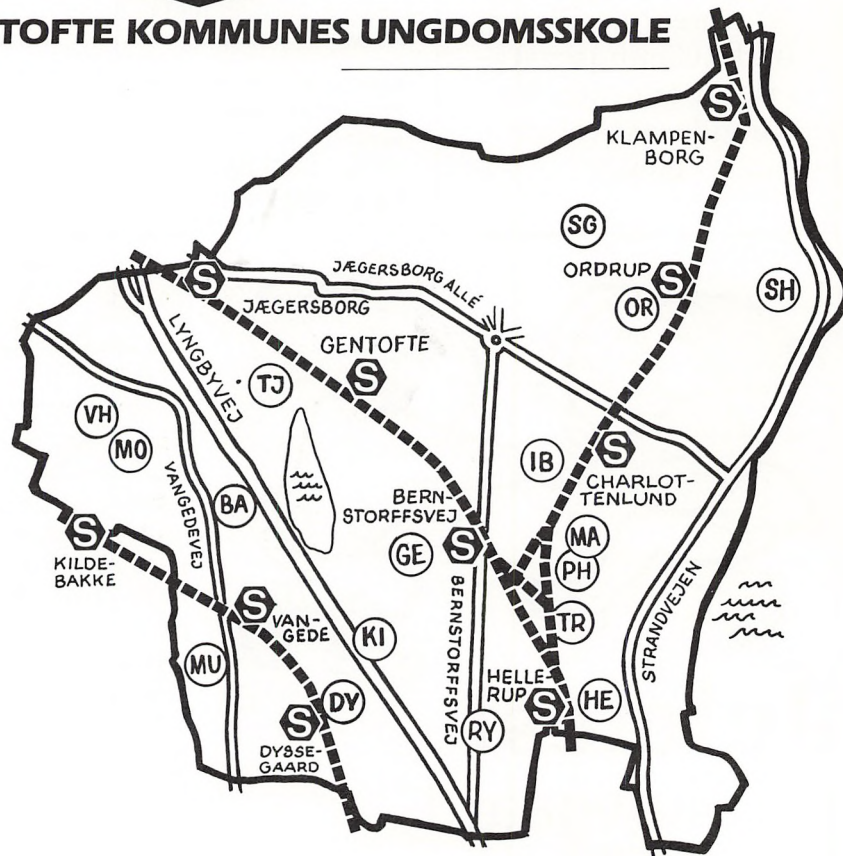 TOFTE KOMMUNES UNGDOMSSKOLE
S
KLAMPEN-
BORG
SG
ORDRUP
S
OR
SH
S
JÆGERSBORG ALLÉ
JÆGERSBORG
LYNGBYVEJ
GENTOFTE
S
TJ
VH
MO
VANGEDEVEJ
BA
IB
S
CHARLOT-
TENLUND
BERN-
STORFFSVEJ
S
GE
MA
PH
TR
S
KILDE-
BAKKE
S
VAN-
GEDE
MU
KI
BERNSTORFFSVEJ
STRANDVEJEN
HELLE-
RUP
S
HE
DY
S
DYSSE-
GAARD
RY